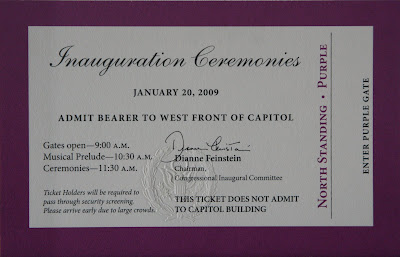 Inauguration Ceremonies
JANUARY 20, 2009
ADMIT BEARER TO WEST FRONT OF CAPITOL
Gates open—9:00 A.M.
Musical Prelude—10:30 A.M.
Ceremonies—11:30 A.M.
Dianne Feinstein
Dianne Feinstein
Chairman,
Congressional Inaugural Committee
Ticket Holders will be required to
pass through security screening.
Please arrive early due to large crowds.
THIS TICKET DOES NOT ADMIT
TO CAPITOL BUILDING
NORTH STANDING • PURPLE
ENTER PURPLE GATE